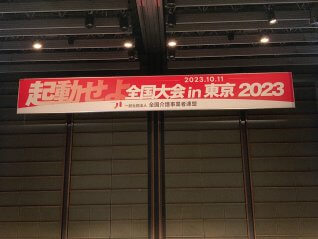 2023.10.11
起動せよ 全国大会 in 東京 2023
一般社団法人 全国介護事業者連盟